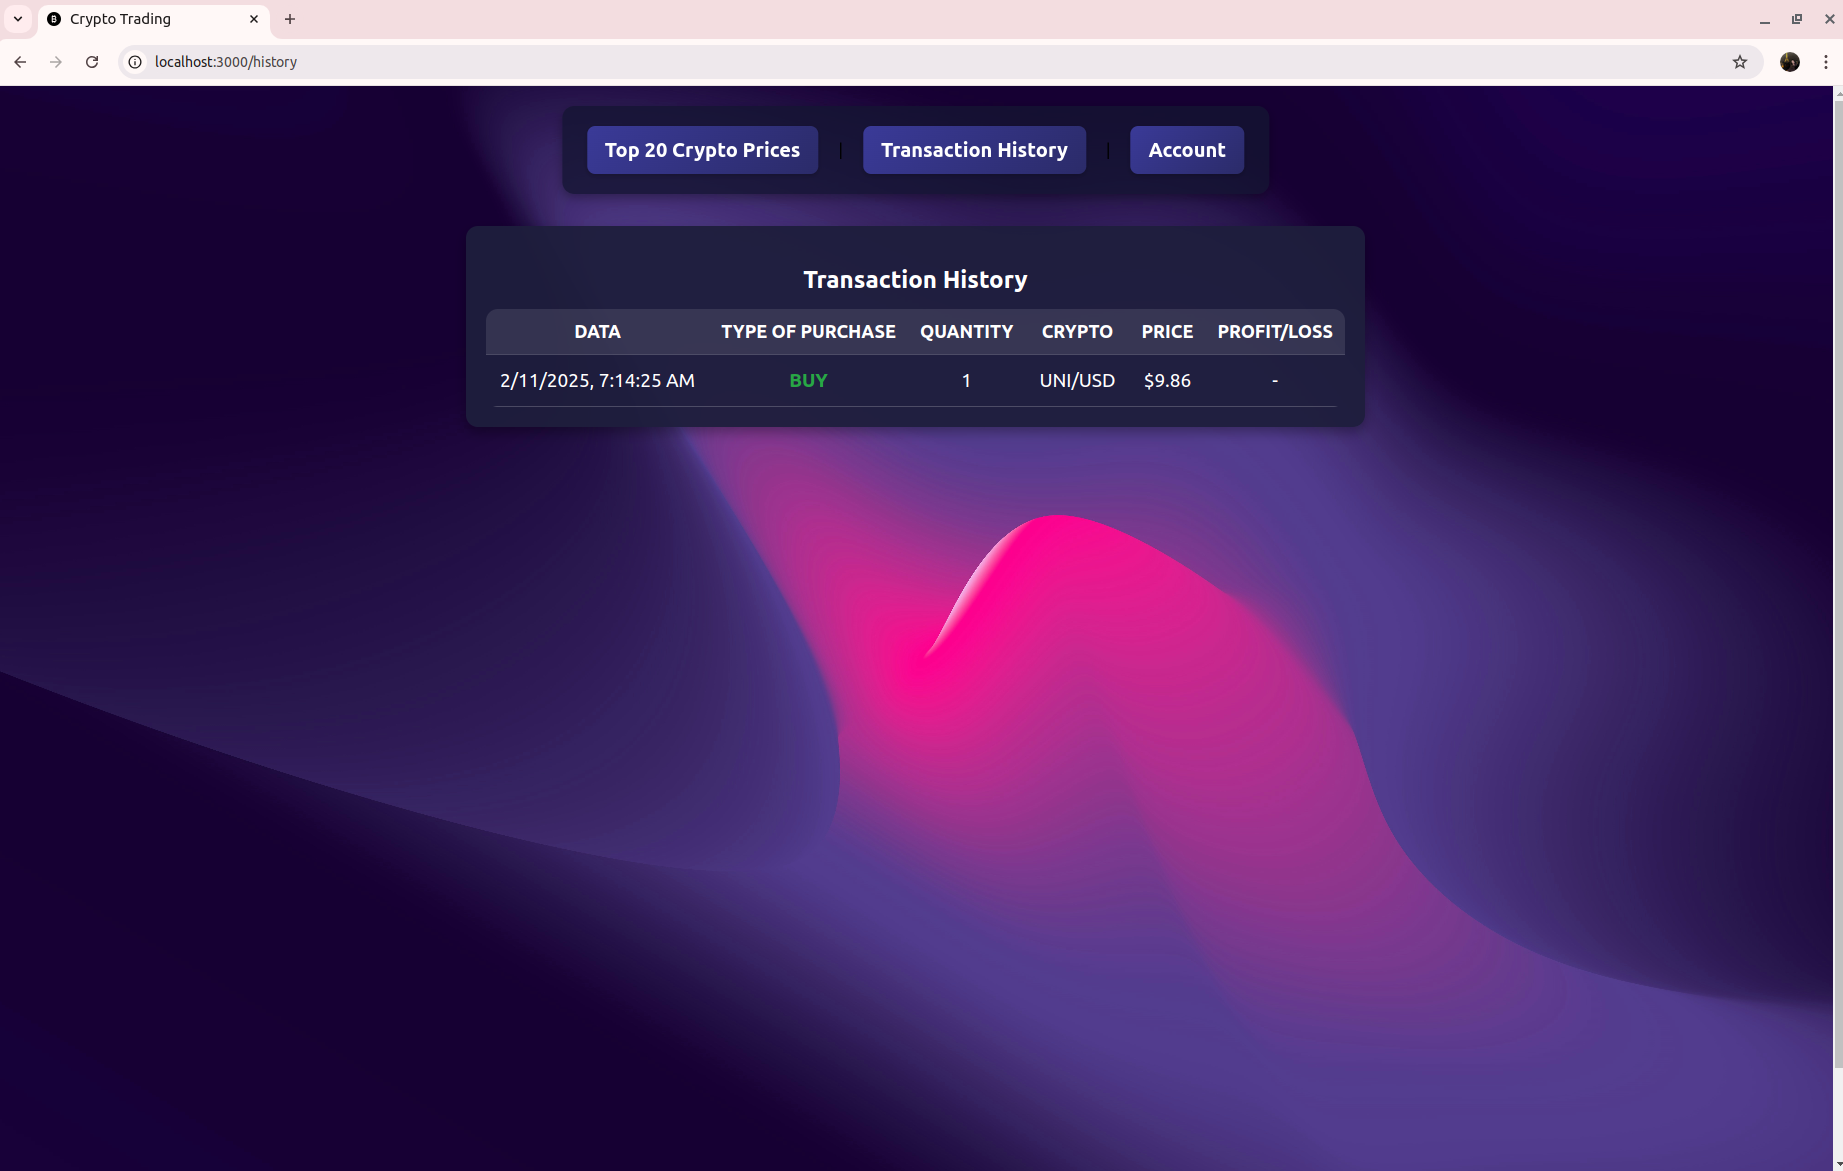 Crypto Trading
localhost:3000/history
Top 20 Crypto Prices | Transaction History | Account
Transaction History
DATA TYPE OF PURCHASE QUANTITY CRYPTO PRICE PROFIT/LOSS
2/11/2025, 7:14:25 AM BUY 1 UNI/USD $9.86 -